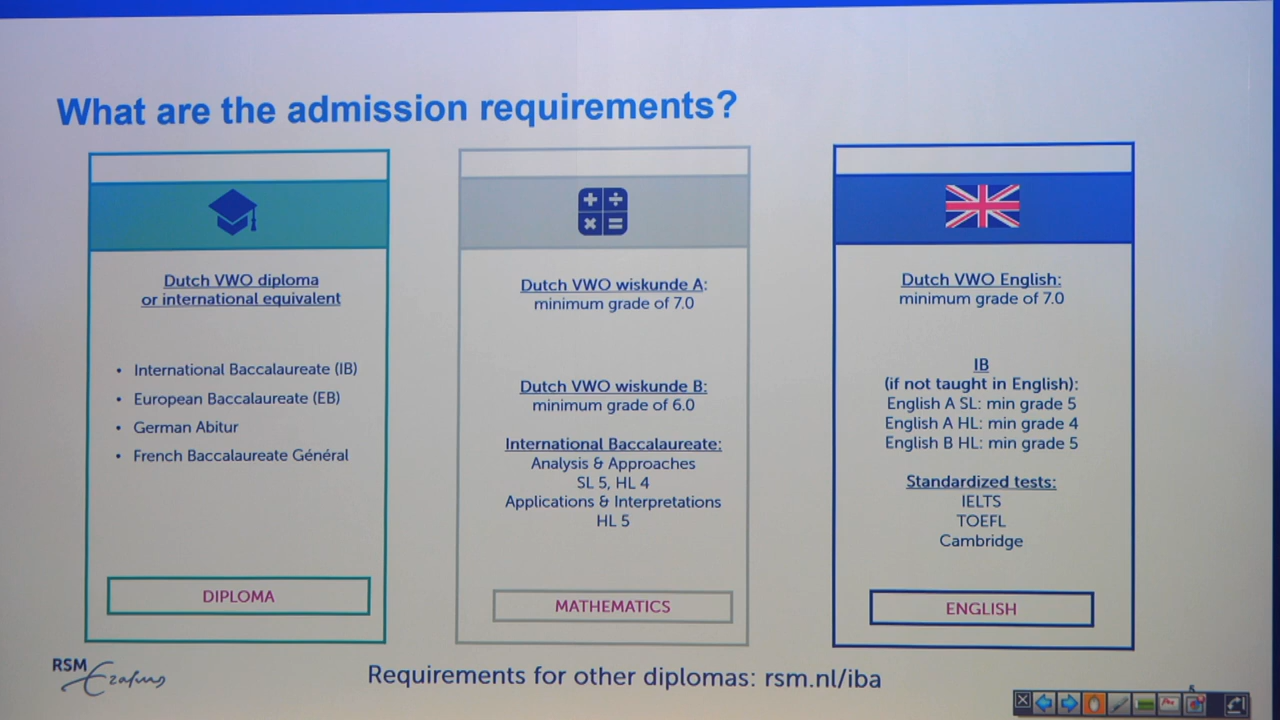 What are the admission requirements?
Dutch VWO diploma
or international equivalent
• International Baccalaureate (IB)
• European Baccalaureate (EB)
• German Abitur
• French Baccalaureate Général
DIPLOMA
Dutch VWO wiskunde A:
minimum grade of 7.0
Dutch VWO wiskunde B:
minimum grade of 6.0
International Baccalaureate:
Analysis & Approaches
SL 5, HL 4
Applications & Interpretations
HL 5
MATHEMATICS
Dutch VWO English:
minimum grade of 7.0
IB
(if not taught in English):
English A SL: min grade 5
English A HL: min grade 4
English B HL: min grade 5
Standardized tests:
IELTS
TOEFL
Cambridge
ENGLISH
RSM
Erasmus
Requirements for other diplomas: rsm.nl/iba
5